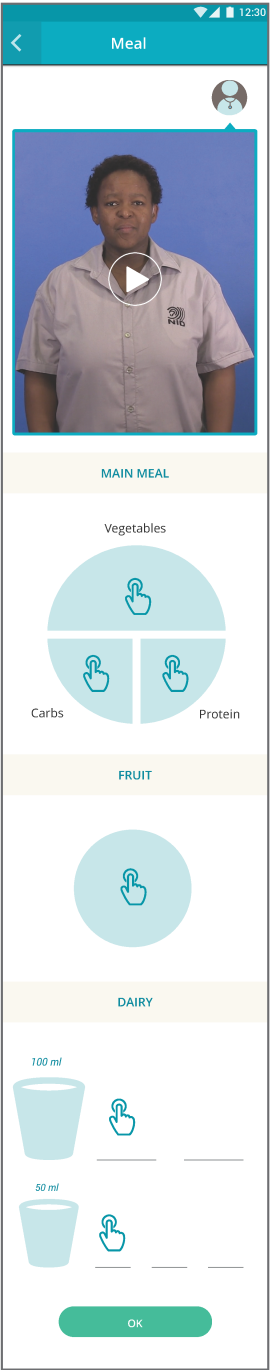 12:30
Meal
NID
MAIN MEAL
Vegetables
Carbs
Protein
FRUIT
DAIRY
100 ml
50 ml
OK